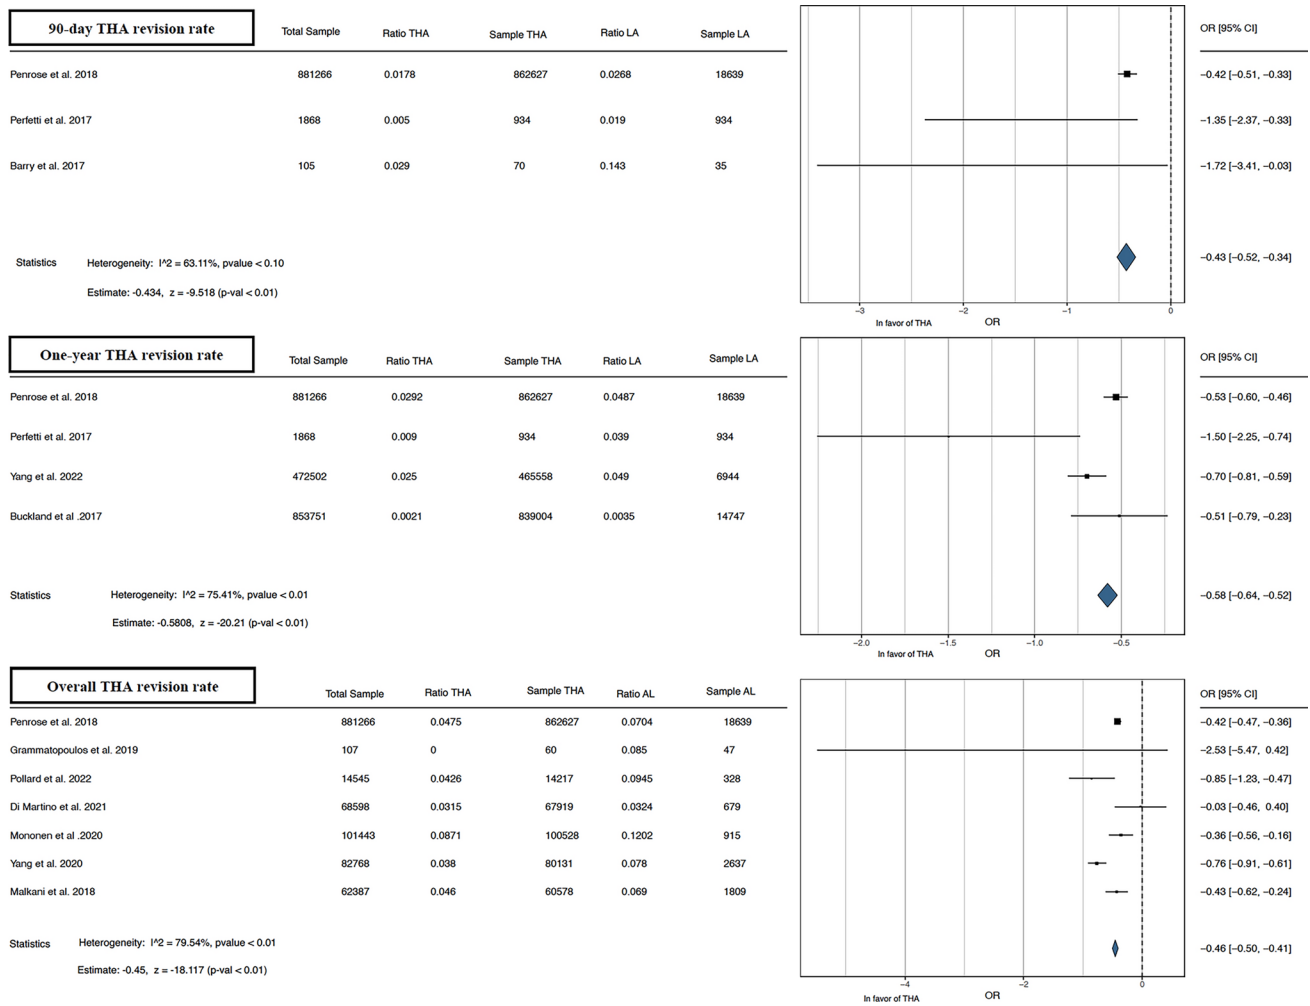 90-day THA revision rate Total Sample Ratio THA Sample THA Ratio LA Sample LA OR [95% CI]
Penrose et al. 2018 881266 0.0178 862627 0.0268 18639 −0.42 [−0.51, −0.33]
Perfetti et al. 2017 1868 0.005 934 0.019 934 −1.35 [−2.37, −0.33]
Barry et al. 2017 105 0.029 70 0.143 35 −1.72 [−3.41, −0.03]
−0.43 [−0.52, −0.34]
Statistics Heterogeneity: I^2 = 63.11%, pvalue < 0.10
Estimate: -0.434, z = -9.518 (p-val < 0.01)
−3 −2 −1 0
In favor of THA OR
One-year THA revision rate Total Sample Ratio THA Sample THA Ratio LA Sample LA OR [95% CI]
Penrose et al. 2018 881266 0.0292 862627 0.0487 18639 −0.53 [−0.60, −0.46]
Perfetti et al. 2017 1868 0.009 934 0.039 934 −1.50 [−2.25, −0.74]
Yang et al. 2022 472502 0.025 465558 0.049 6944 −0.70 [−0.81, −0.59]
Buckland et al .2017 853751 0.0021 839004 0.0035 14747 −0.51 [−0.79, −0.23]
Statistics Heterogeneity: I^2 = 75.41%, pvalue < 0.01 −0.58 [−0.64, −0.52]
Estimate: -0.5808, z = -20.21 (p-val < 0.01)
−2.0 −1.5 −1.0 −0.5
In favor of THA OR
Overall THA revision rate Total Sample Ratio THA Sample THA Ratio AL Sample AL OR [95% CI]
Penrose et al. 2018 881266 0.0475 862627 0.0704 18639 −0.42 [−0.47, −0.36]
Grammatopoulos et al. 2019 107 0 60 0.085 47 −2.53 [−5.47, 0.42]
Pollard et al. 2022 14545 0.0426 14217 0.0945 328 −0.85 [−1.23, −0.47]
Di Martino et al. 2021 68598 0.0315 67919 0.0324 679 −0.03 [−0.46, 0.40]
Mononen et al .2020 101443 0.0871 100528 0.1202 915 −0.36 [−0.56, −0.16]
Yang et al. 2020 82768 0.038 80131 0.078 2637 −0.76 [−0.91, −0.61]
Malkani et al. 2018 62387 0.046 60578 0.069 1809 −0.43 [−0.62, −0.24]
Statistics Heterogeneity: I^2 = 79.54%, pvalue < 0.01 −0.46 [−0.50, −0.41]
Estimate: -0.45, z = -18.117 (p-val < 0.01)
−4 −2 0
In favor of THA OR